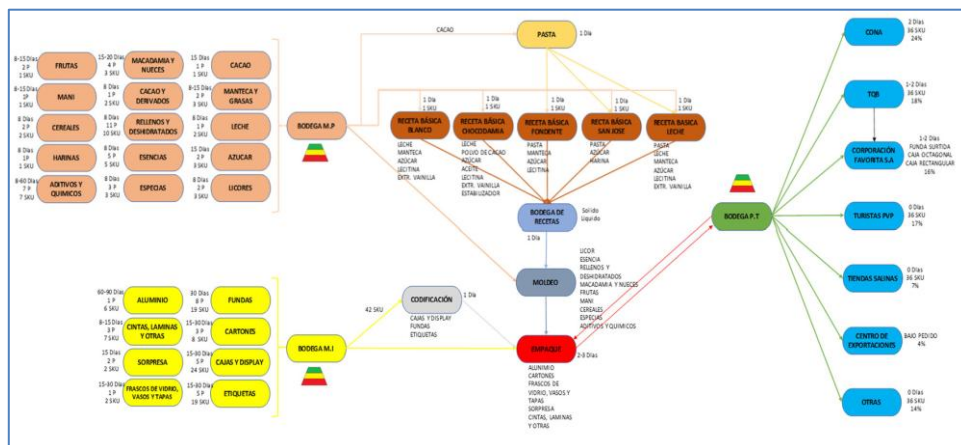 8-15 Días
2 P
1 SKU
FRUTAS
15-20 Días
4 P
3 SKU
MACADAMIA Y
NUECES
15 Días
1 P
1 SKU
CACAO
8-15 Días
1P
1 SKU
MANI
8 Días
1 P
2 SKU
CACAO Y
DERIVADOS
8-15 Días
2 P
3 SKU
MANTECA Y
GRASAS
8 Días
2 P
2 SKU
CEREALES
8 Días
11 P
10 SKU
RELLENOS Y
DESHIDRATADOS
8 Días
1 P
2 SKU
LECHE
8 Días
1P
1 SKU
HARINAS
8 Días
5 P
5 SKU
ESENCIAS
15 Días
2 P
3 SKU
AZUCAR
8-60 Días
7 P
7 SKU
ADITIVOS Y
QUIMICOS
8 Días
3 P
3 SKU
ESPECIAS
8 Días
2 P
3 SKU
LICORES
BODEGA M.P
CACAO
PASTA
1 Día
1 Día
1 SKU
RECETA BÁSICA
BLANCO
LECHE
MANTECA
AZÚCAR
LECITINA
EXTR. VAINILLA
1 Día
1 SKU
RECETA BÁSICA
CHOCODAMIA
LECHE
POLVO DE CACAO
AZÚCAR
ACEITE
LECITINA
EXTR. VAINILLA
ESTABILIZADOR
1 Día
1 SKU
RECETA BÁSICA
FONDENTE
PASTA
MANTECA
AZÚCAR
LECITINA
1 Día
1 SKU
RECETA BÁSICA
SAN JOSE
PASTA
AZÚCAR
HARINA
1 Día
1 SKU
RECETA BASICA
LECHE
PASTA
LECHE
MANTECA
AZÚCAR
LECITINA
EXTR. VAINILLA
BODEGA DE
RECETAS
Solido
Liquido
1 Día
MOLDEO
LICOR
ESENCIA
RELLENOS Y
DESHIDRATADOS
MACADAMIA Y NUECES
FRUTAS
MANI
CEREALES
ESPECIAS
ADITIVOS Y QUIMICOS
60-90 Días
1 P
6 SKU
ALUMINIO
30 Días
8 P
19 SKU
FUNDAS
8-15 Días
3 P
7 SKU
CINTAS, LAMINAS
Y OTRAS
15-30 Días
3 P
8 SKU
CARTONES
15 Días
2 P
2 SKU
SORPRESA
15-30 Días
5 P
24 SKU
CAJAS Y DISPLAY
15-30 Días
1 P
2 SKU
FRASCOS DE VIDRIO,
VASOS Y TAPAS
15-30 Días
5 P
19 SKU
ETIQUETAS
BODEGA M.I
42 SKU
CODIFICACIÓN
1 Día
CAJAS Y DISPLAY
FUNDAS
ETIQUETAS
EMPAQUE
2-3 Días
ALUNIMIO
CARTONES
FRASCOS DE
VIDRIO, VASOS Y
TAPAS
SORPRESA
CINTAS, LAMINAS
Y OTRAS
BODEGA P.T
CONA
2 Días
36 SKU
24%
TQB
1-2 Días
36 SKU
18%
CORPORACIÓN
FAVORITA S.A
1-2 Días
FUNDA SURTIDA
CAJA OCTAGONAL
CAJA RECTANGULAR
16%
TURISTAS PVP
0 Días
36 SKU
17%
TIENDAS SALINAS
0 Días
36 SKU
7%
CENTRO DE
EXPORTACIONES
BAJO PEDIDO
4%
OTRAS
0 Días
36 SKU
14%